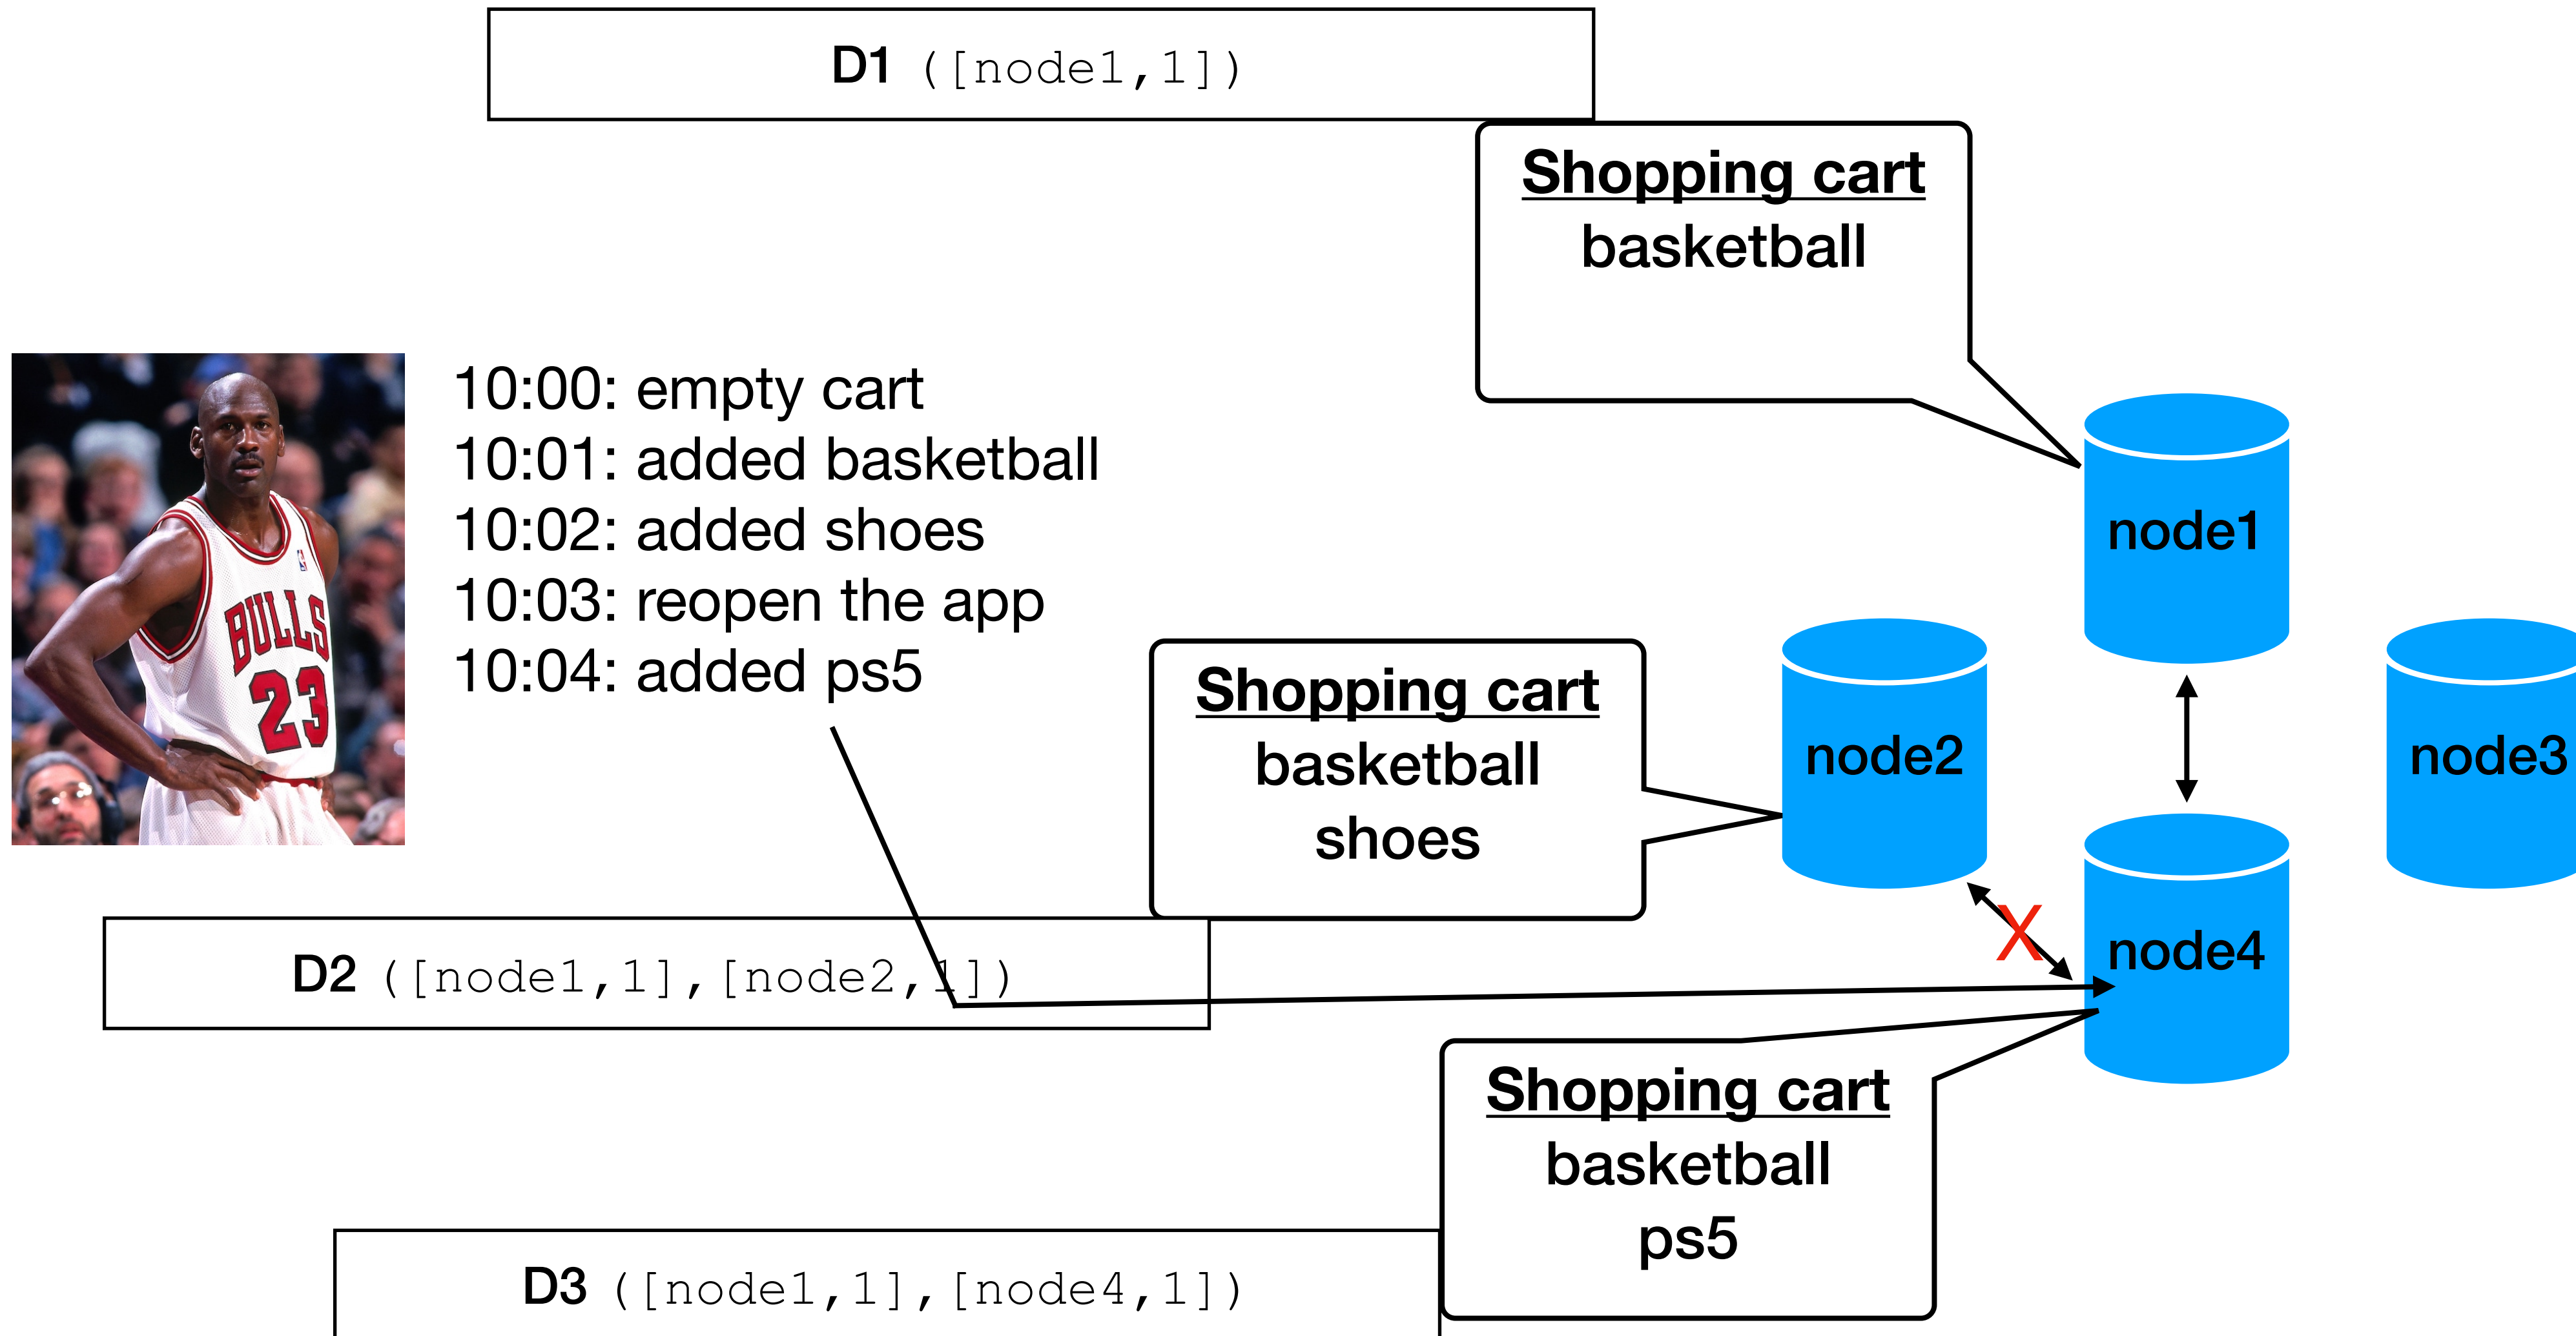 D1 ([node1,1])
Shopping cart
basketball
10:00: empty cart
10:01: added basketball
10:02: added shoes
10:03: reopen the app
10:04: added ps5
BULLS
23
node1
Shopping cart
basketball
shoes
node2
node3
X
node4
D2 ([node1,1],[node2,1])
Shopping cart
basketball
ps5
D3 ([node1,1],[node4,1])